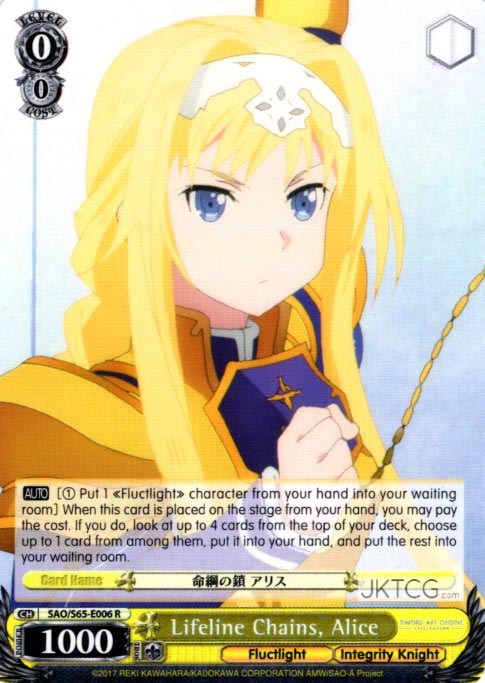 LEVEL
0
0
COST
AUTO [① Put 1 «Fluctlight» character from your hand into your waiting
room] When this card is placed on the stage from your hand, you may pay
the cost. If you do, look at up to 4 cards from the top of your deck, choose
up to 1 card from among them, put it into your hand, and put the rest into
your waiting room.
Card Name 命綱の鎖 アリス
JKTCG.com
CH SAO/S65-E006 R
POWER 1000 SOUL
Lifeline Chains, Alice
SWORD ART ONLINE
ALICIZATION
Fluctlight Integrity Knight
©2017 REKI KAWAHARA/KADOKAWA CORPORATION AMW/SAO-A Project